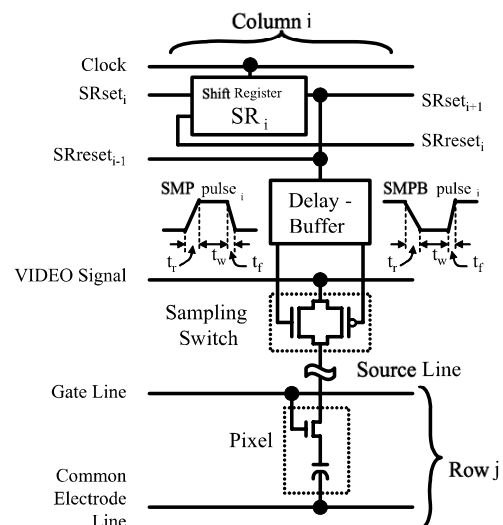 Column i
Clock
SRset i
Shift Register
SR i
SRset i+1
SRreset i
SRreset i-1
SMP pulse i
Delay -
Buffer
SMPB pulse i
t r
t w
t f
t r
t w
t f
VIDEO Signal
Sampling
Switch
Source Line
Gate Line
Pixel
Row j
Common
Electrode
Line